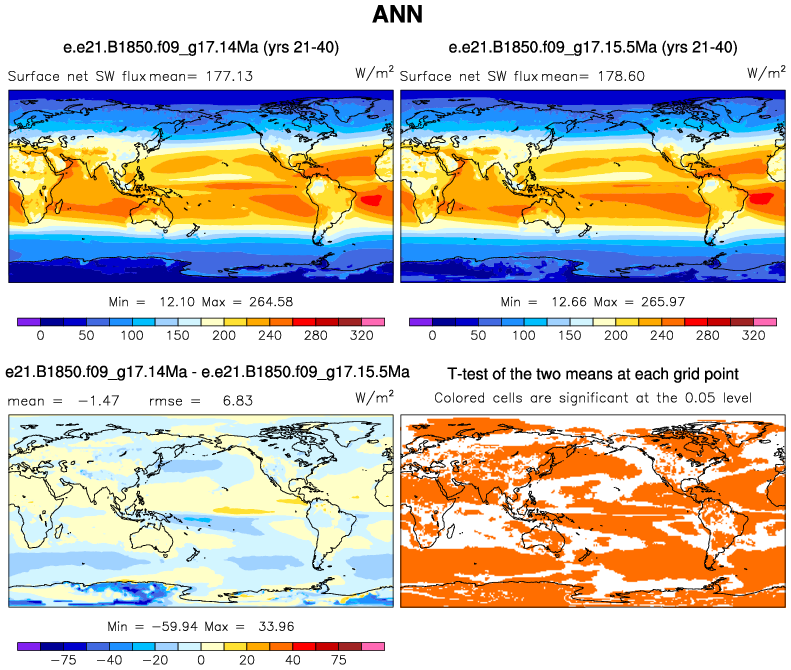 ANN
e.e21.B1850.f09_g17.14Ma (yrs 21-40)
e.e21.B1850.f09_g17.15.5Ma (yrs 21-40)
Surface net SW flux mean= 177.13 W/m²
Surface net SW flux mean= 178.60 W/m²
Min = 12.10 Max = 264.58
Min = 12.66 Max = 265.97
0 50 100 150 200 240 280 320
0 50 100 150 200 240 280 320
e21.B1850.f09_g17.14Ma - e.e21.B1850.f09_g17.15.5Ma
T-test of the two means at each grid point
mean = -1.47 rmse = 6.83 W/m²
Colored cells are significant at the 0.05 level
Min = -59.94 Max = 33.96
-75 -40 -20 0 20 40 75